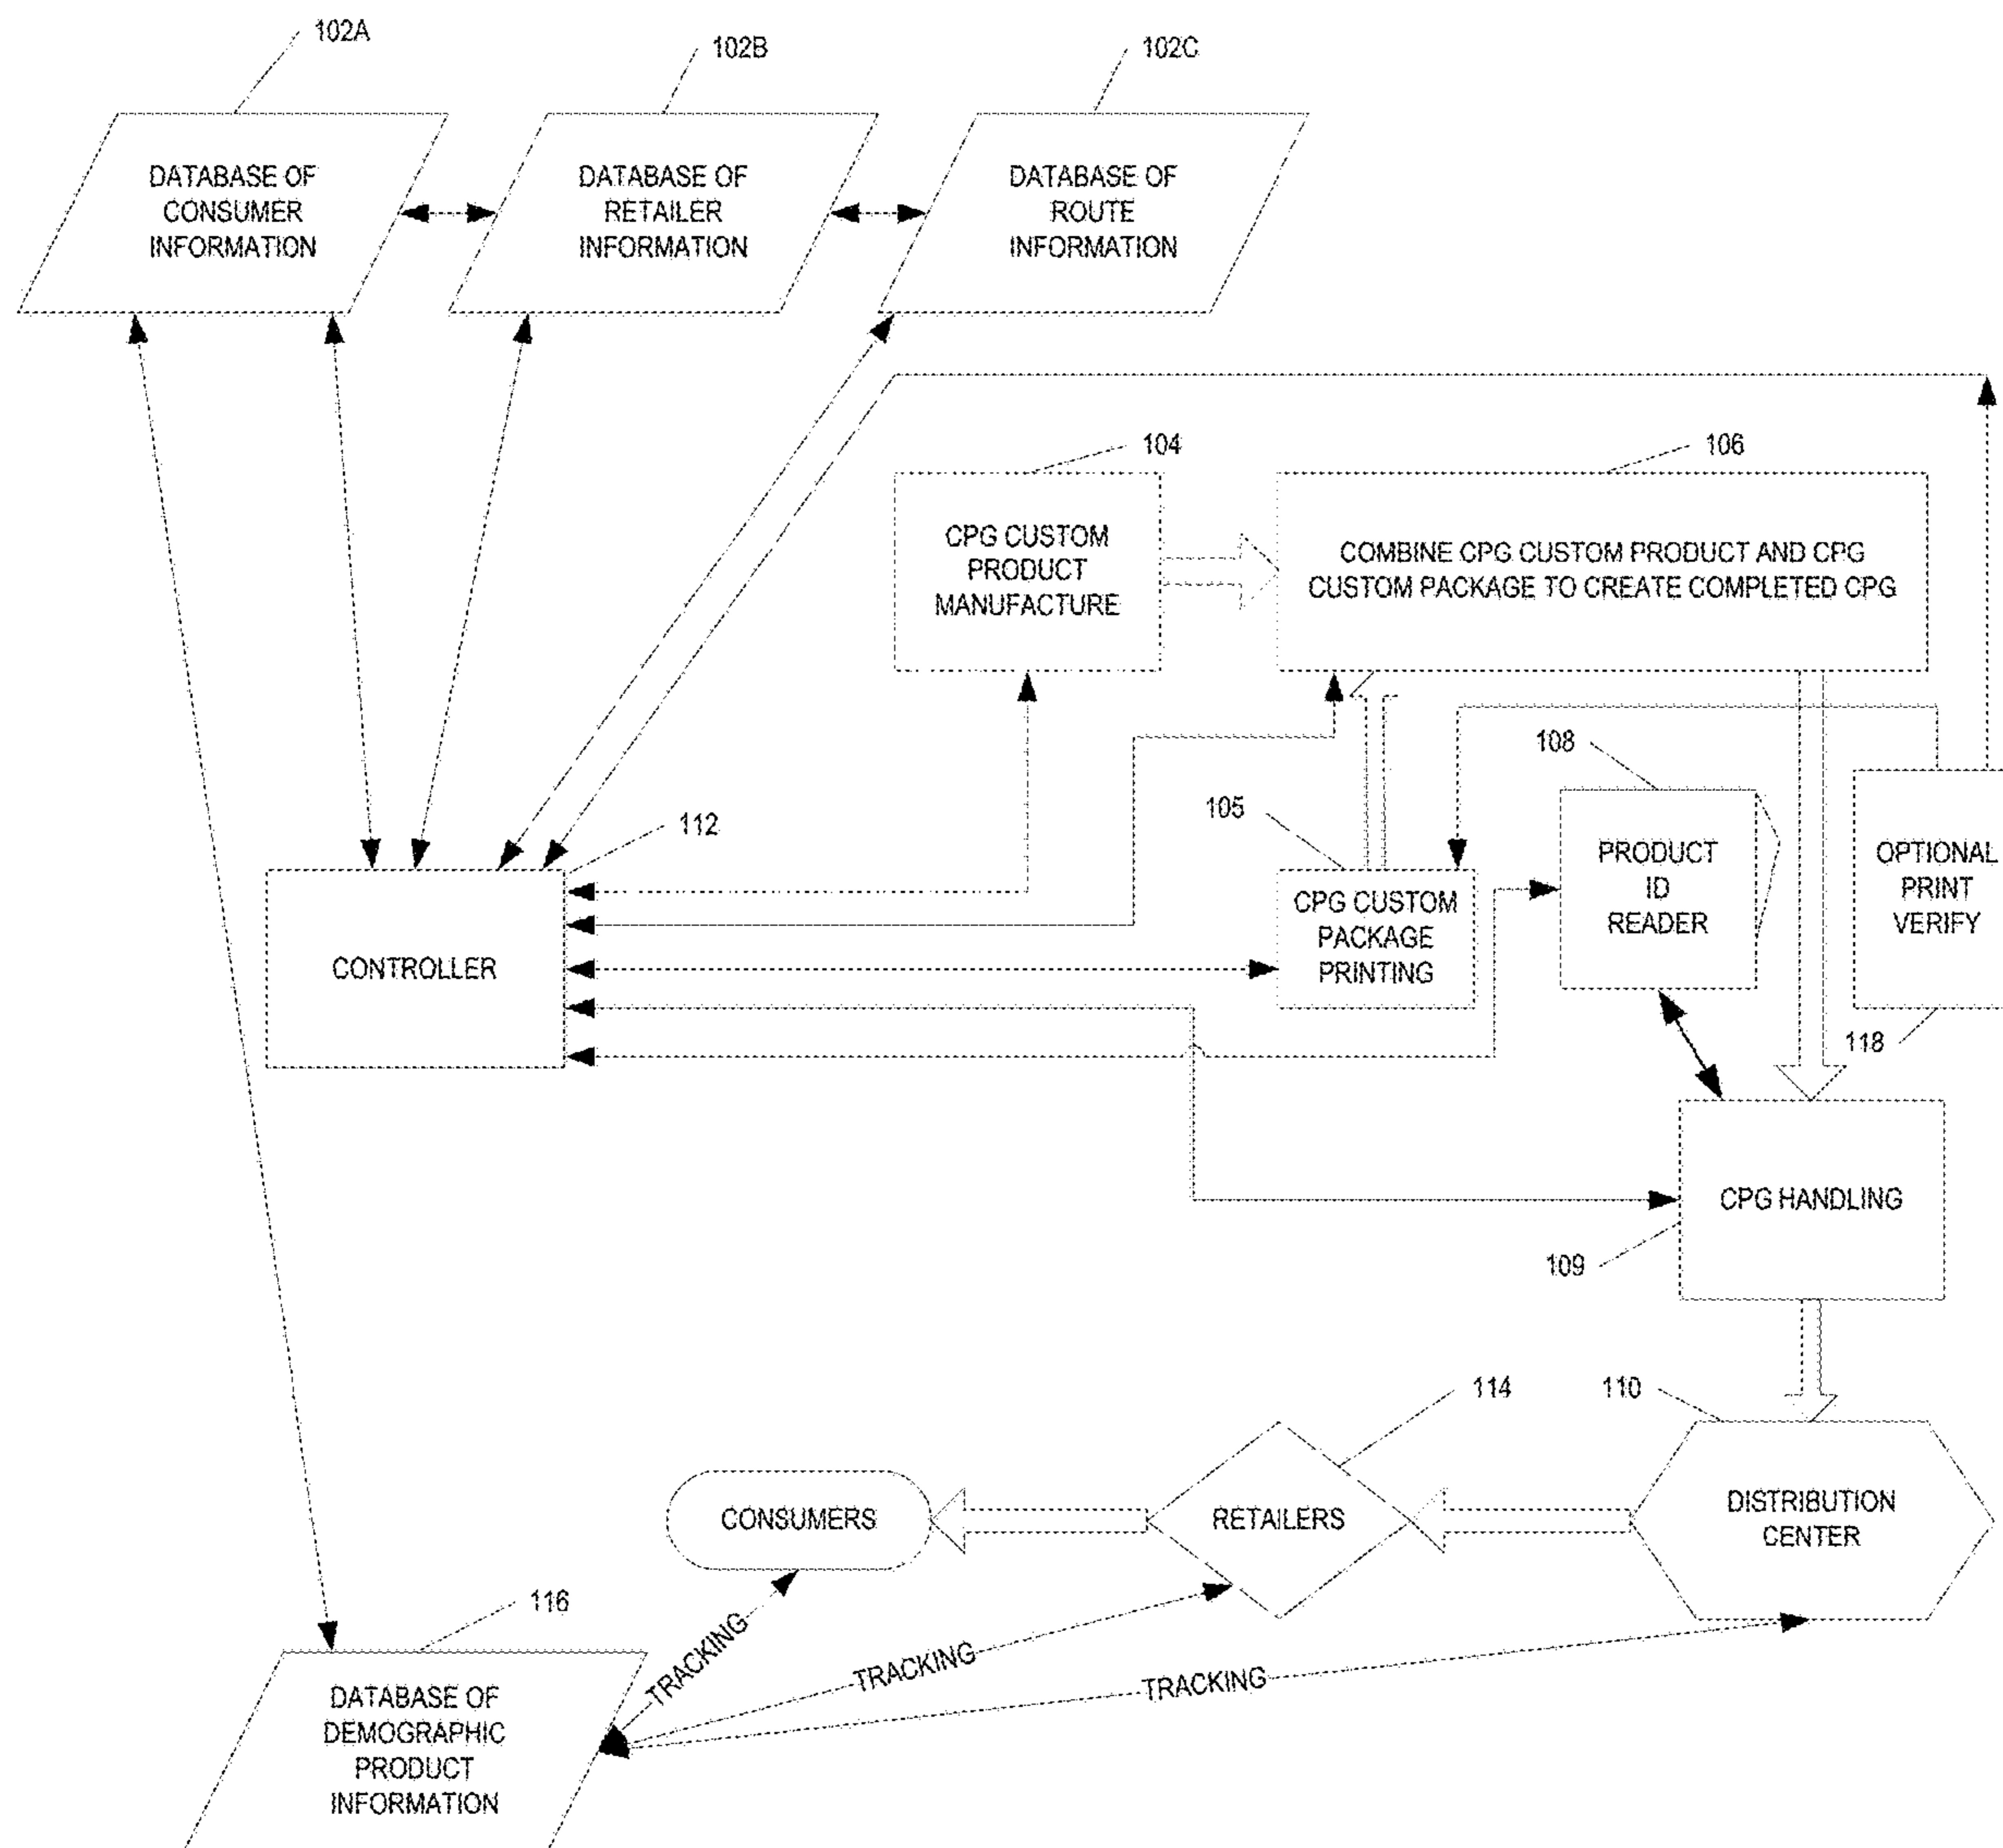 102A
102B
102C
DATABASE OF
CONSUMER
INFORMATION
DATABASE OF
RETAILER
INFORMATION
DATABASE OF
ROUTE
INFORMATION
104
106
CPG CUSTOM
PRODUCT
MANUFACTURE
COMBINE CPG CUSTOM PRODUCT AND CPG
CUSTOM PACKAGE TO CREATE COMPLETED CPG
108
105
112
CONTROLLER
CPG CUSTOM
PACKAGE
PRINTING
PRODUCT
ID
READER
OPTIONAL
PRINT
VERIFY
118
CPG HANDLING
109
114
110
CONSUMERS
RETAILERS
DISTRIBUTION
CENTER
116
TRACKING
TRACKING
TRACKING
DATABASE OF
DEMOGRAPHIC
PRODUCT
INFORMATION